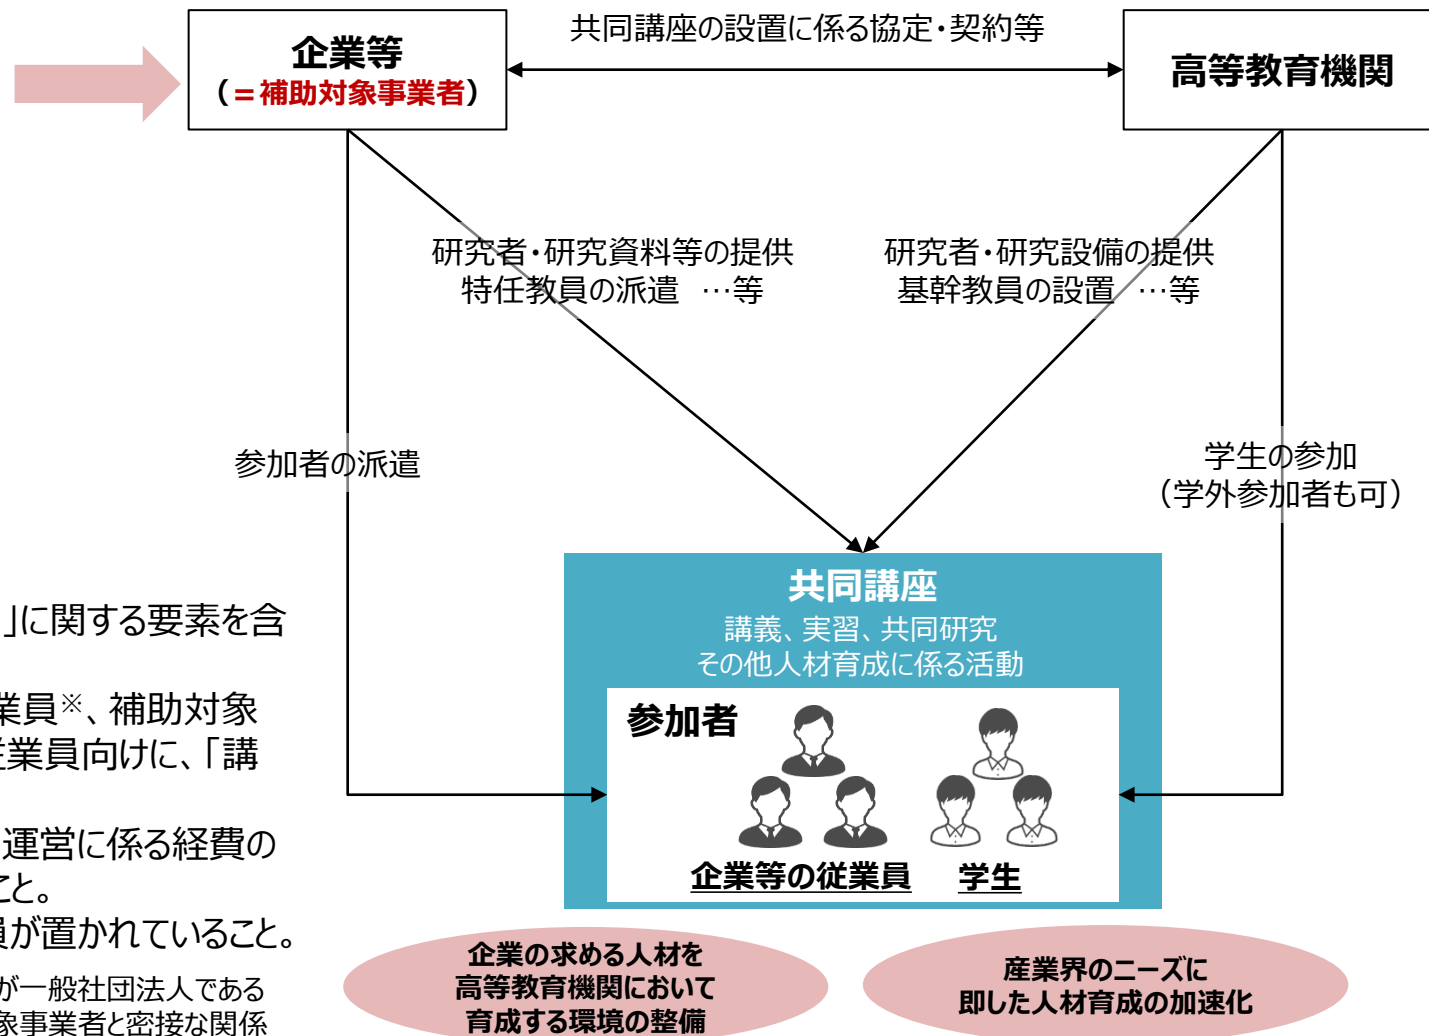 共同講座の設置に係る協定・契約等
企業等
(=補助対象事業者)
高等教育機関
研究者・研究資料等の提供
特任教員の派遣 …等
研究者・研究設備の提供
基幹教員の設置 …等
参加者の派遣
学生の参加
(学外参加者も可)
共同講座
講義、実習、共同研究
その他人材育成に係る活動
参加者
企業等の従業員
学生
」に関する要素を含
業員※、補助対象
従業員向けに、「講
運営に係る経費の
こと。
員が置かれていること。
が一般社団法人である
象事業者と密接な関係
企業の求める人材を
高等教育機関において
育成する環境の整備
産業界のニーズに
即した人材育成の加速化